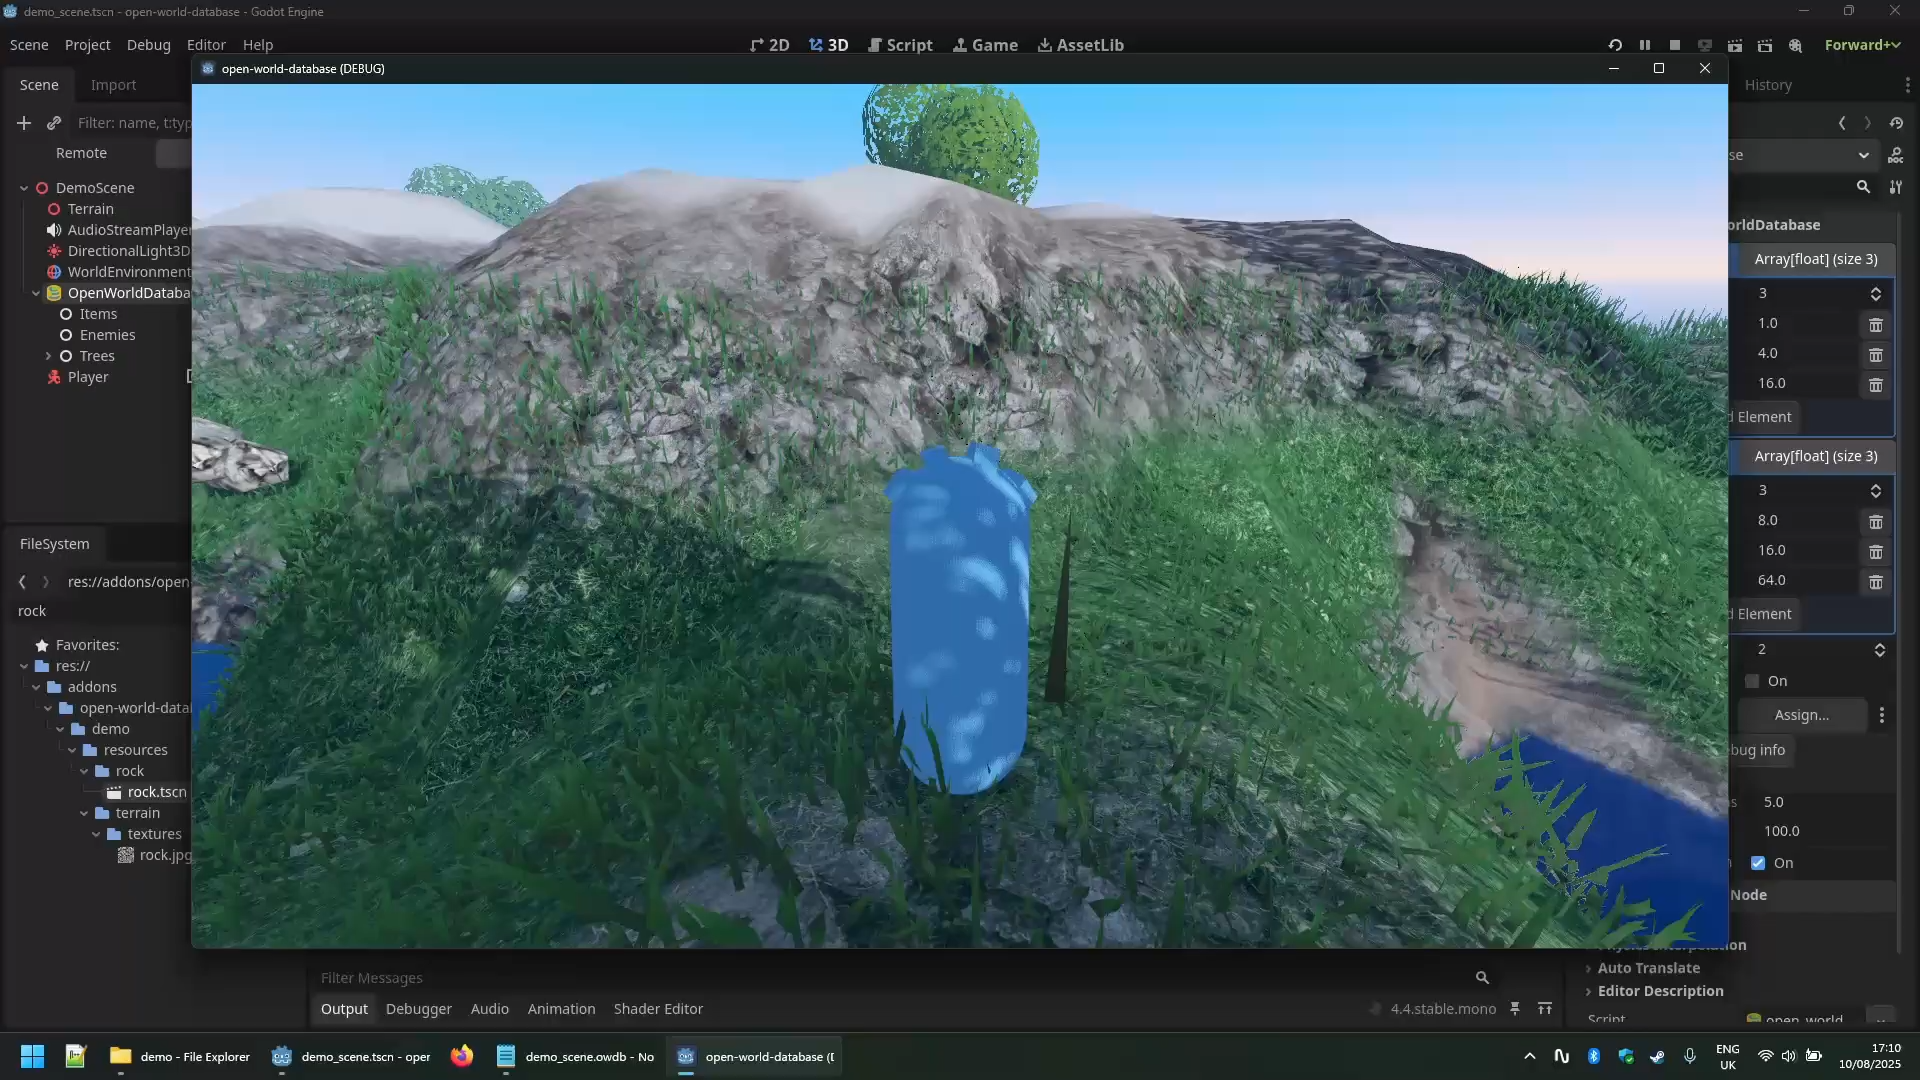 demo_scene.tscn - open-world-database - Godot Engine
Scene Project Debug Editor Help
2D 3D Script Game AssetLib
Forward+
open-world-database (DEBUG)
Scene Import
History
Filter: name, t:typ
Remote
se
DemoScene
Terrain
AudioStreamPlayer
DirectionalLight3D
WorldEnvironment
OpenWorldDataba
Items
Enemies
Trees
Player
orldDatabase
Array[float] (size 3)
3
1.0
4.0
16.0
d Element
Array[float] (size 3)
3
8.0
16.0
64.0
d Element
2
On
Assign...
bug info
5.0
100.0
On
Node
Auto Translate
Editor Description
Script
open_world
FileSystem
res://addons/open
rock
Favorites:
res://
addons
open-world-data
demo
resources
rock
rock.tscn
terrain
textures
rock.jpg
Filter Messages
Output Debugger Audio Animation Shader Editor
4.4.stable.mono
demo - File Explorer
demo_scene.tscn - oper
demo_scene.owdb - No
open-world-database (D
ENG
UK
17:10
10/08/2025